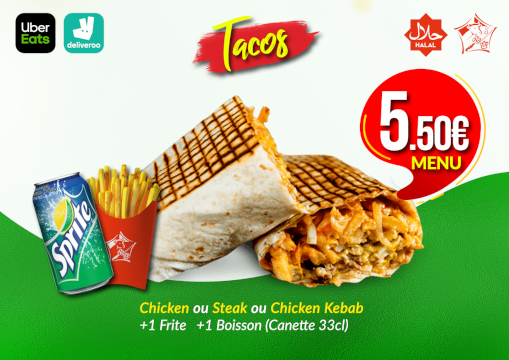 Uber
Eats
deliveroo
Tacos
حلال
HALAL
5.50€
MENU
Sprite
Chicken ou Steak ou Chicken Kebab
+1 Frite +1 Boisson (Canette 33cl)